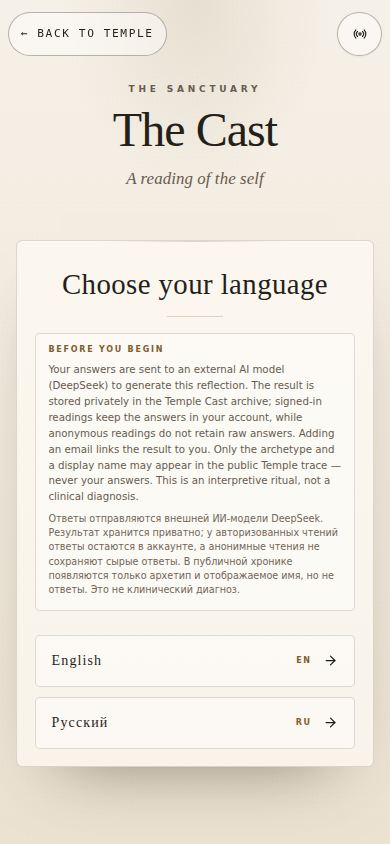 ← BACK TO TEMPLE
THE SANCTUARY
The Cast
A reading of the self
Choose your language
BEFORE YOU BEGIN
Your answers are sent to an external AI model
(DeepSeek) to generate this reflection. The result is
stored privately in the Temple Cast archive; signed-in
readings keep the answers in your account, while
anonymous readings do not retain raw answers. Adding
an email links the result to you. Only the archetype and
a display name may appear in the public Temple trace —
never your answers. This is an interpretive ritual, not a
clinical diagnosis.
Ответы отправляются внешней ИИ-модели DeepSeek.
Результат хранится приватно; у авторизованных чтений
ответы остаются в аккаунте, а анонимные чтения не
сохраняют сырые ответы. В публичной хронике
появляются только архетип и отображаемое имя, но не
ответы. Это не клинический диагноз.
English EN →
Русский RU →